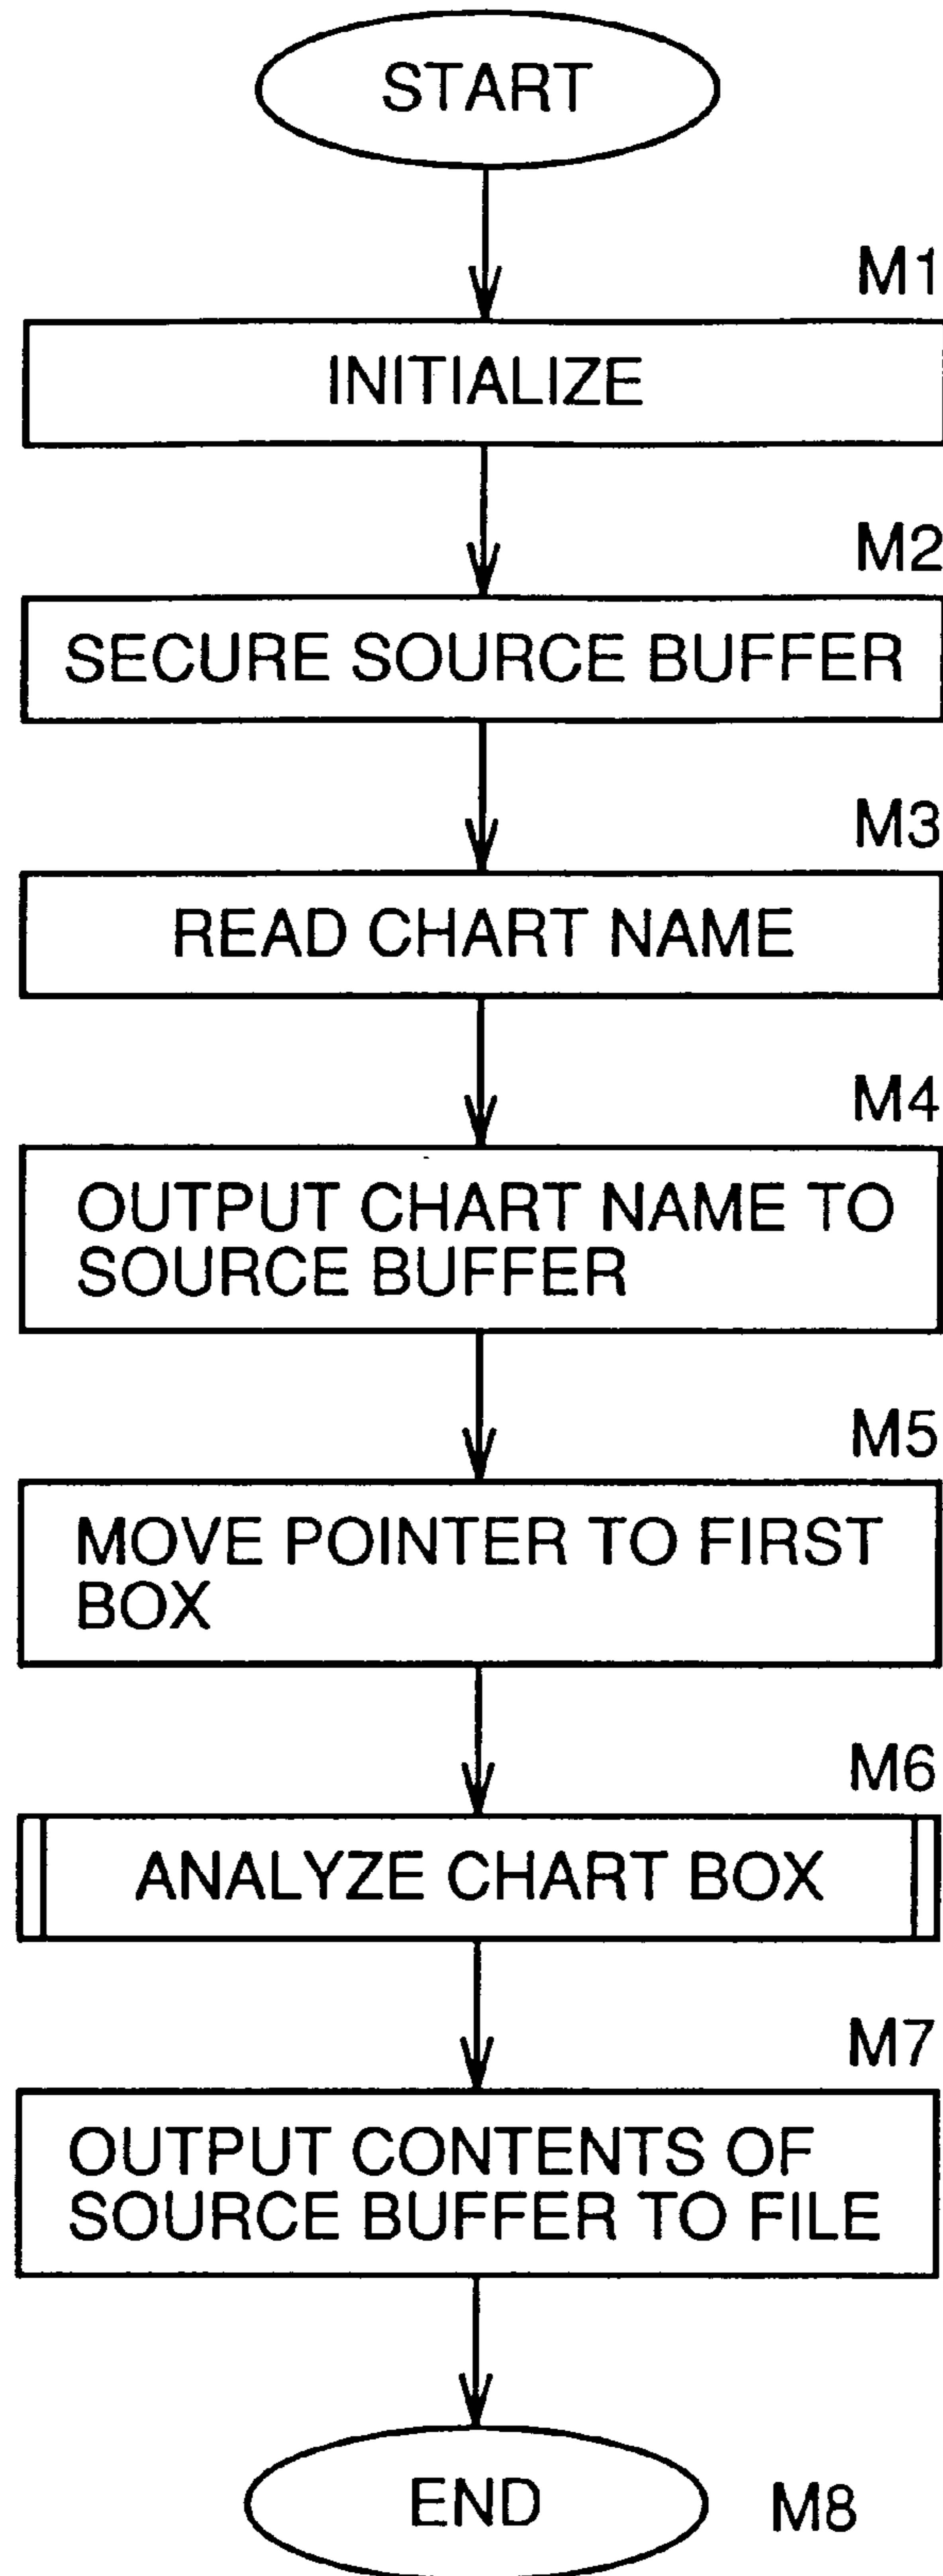 START
M1
INITIALIZE
M2
SECURE SOURCE BUFFER
M3
READ CHART NAME
M4
OUTPUT CHART NAME TO
SOURCE BUFFER
M5
MOVE POINTER TO FIRST
BOX
M6
ANALYZE CHART BOX
M7
OUTPUT CONTENTS OF
SOURCE BUFFER TO FILE
END
M8